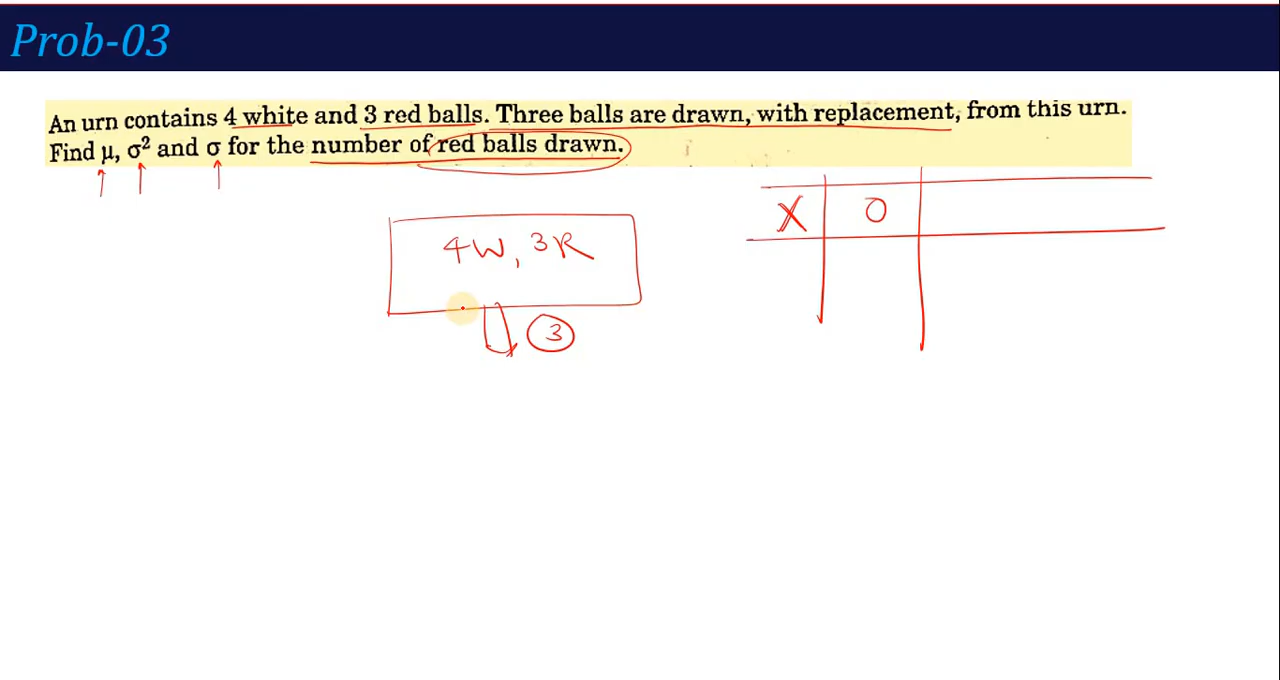 Prob-03
An urn contains 4 white and 3 red balls. Three balls are drawn, with replacement, from this urn.
Find μ, σ² and σ for the number of red balls drawn.
X 0
4W, 3R
3